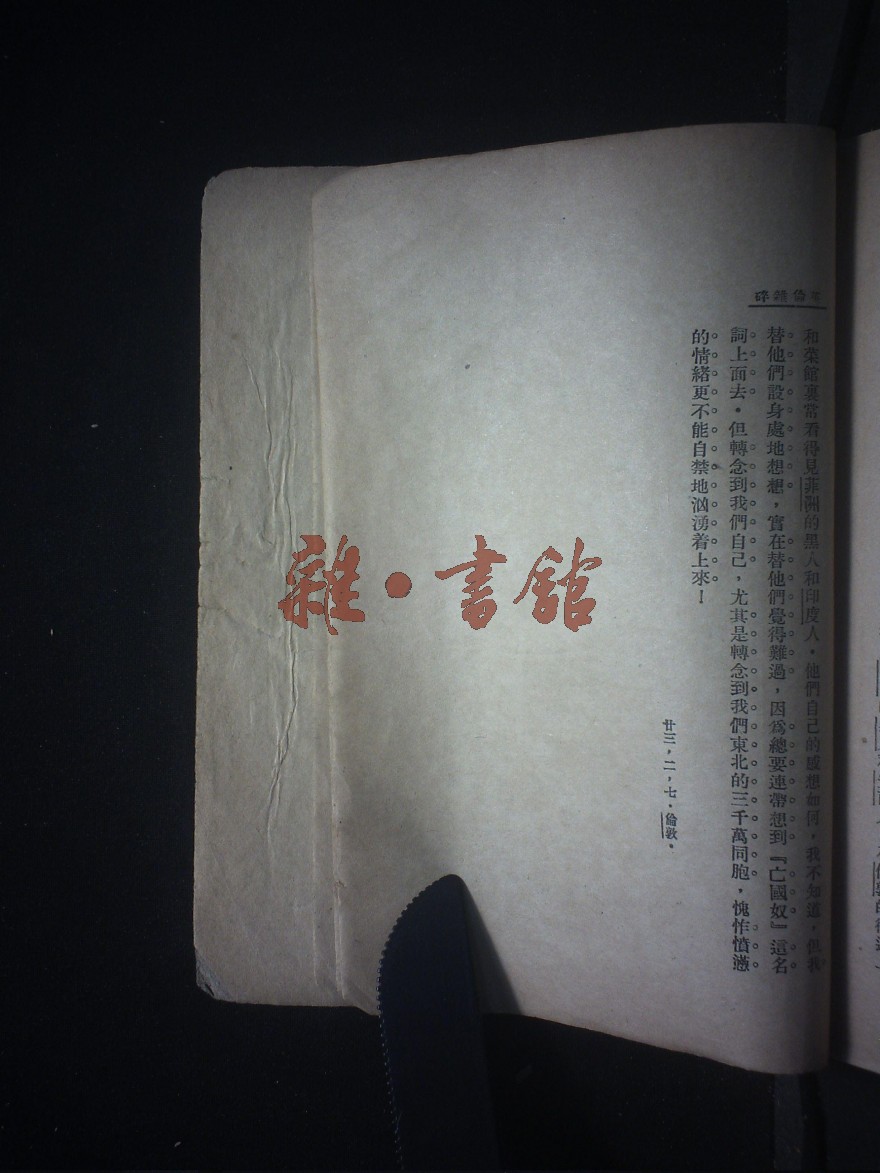 倫繞碎
和菜館裏常看得見菲洲的黑人和印度人。他們自己的感想如何，我不知道，但我
替他們設身處地想想，實在替他們覺得難過，因爲總要連帶想到『亡國奴』這名
詞上面去。但轉念到我們自己，尤其是轉念到我們東北的三千萬同胞，愧怍憤懣
的情緒更不能自禁地洶湧着上來！
廿三，二，七。倫敦。
雜·書館